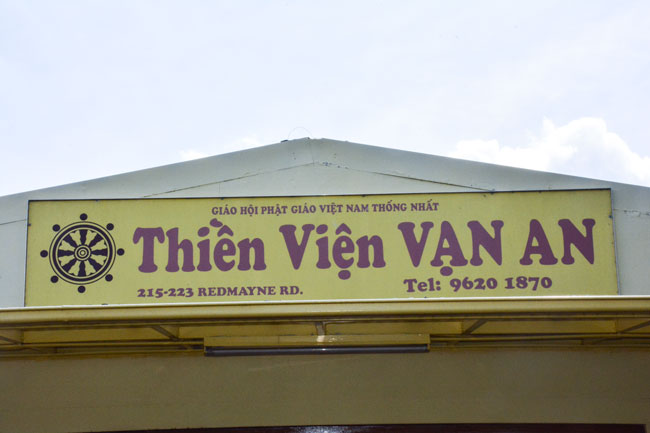 GIÁO HỘI PHẬT GIÁO VIỆT NAM THỐNG NHẤT
Thiền Viện VẠN AN
215-223 REDMAYNE RD. Tel: 9620 1870